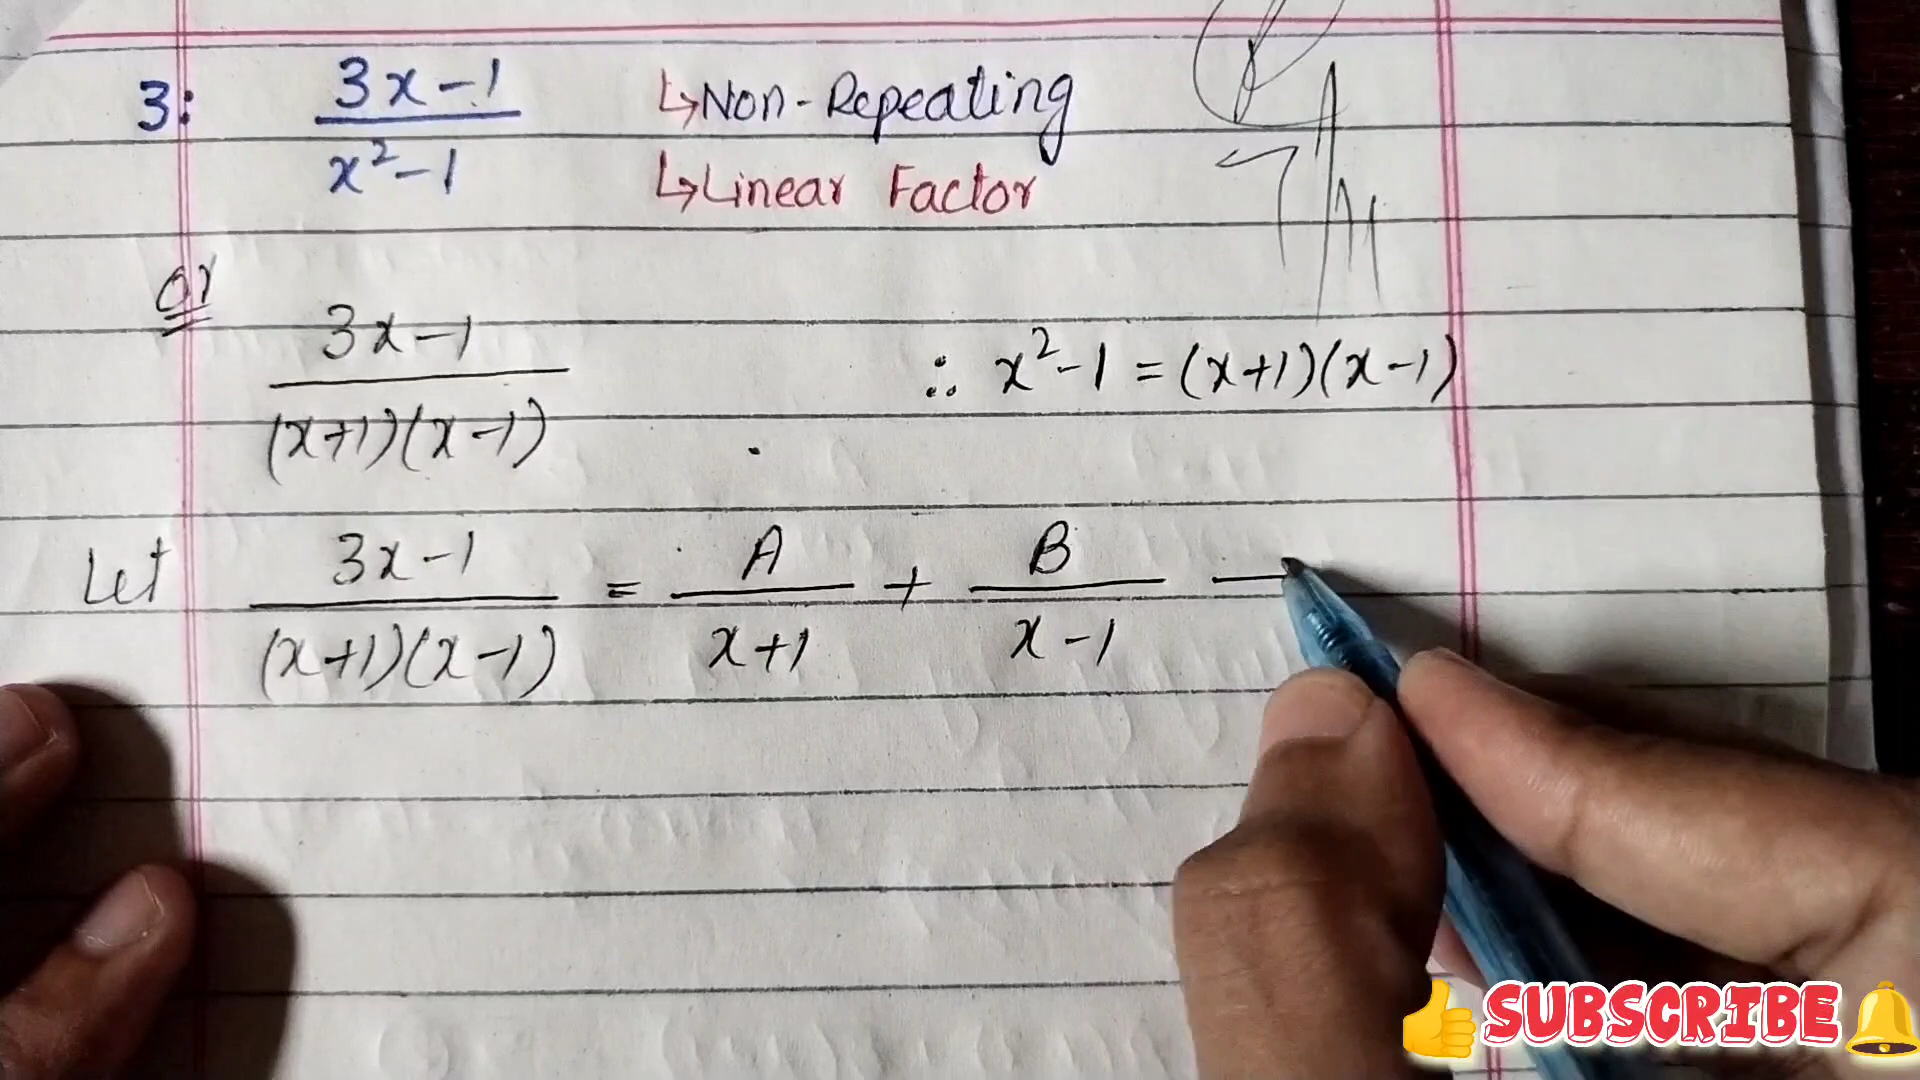 3: 3x-1 ↳Non-Repeating
x²-1 ↳Linear Factor
or
3x-1
(x+1)(x-1) ∴ x²-1 = (x+1)(x-1)
Let 3x-1 = A + B —
(x+1)(x-1) x+1 x-1
SUBSCRIBE